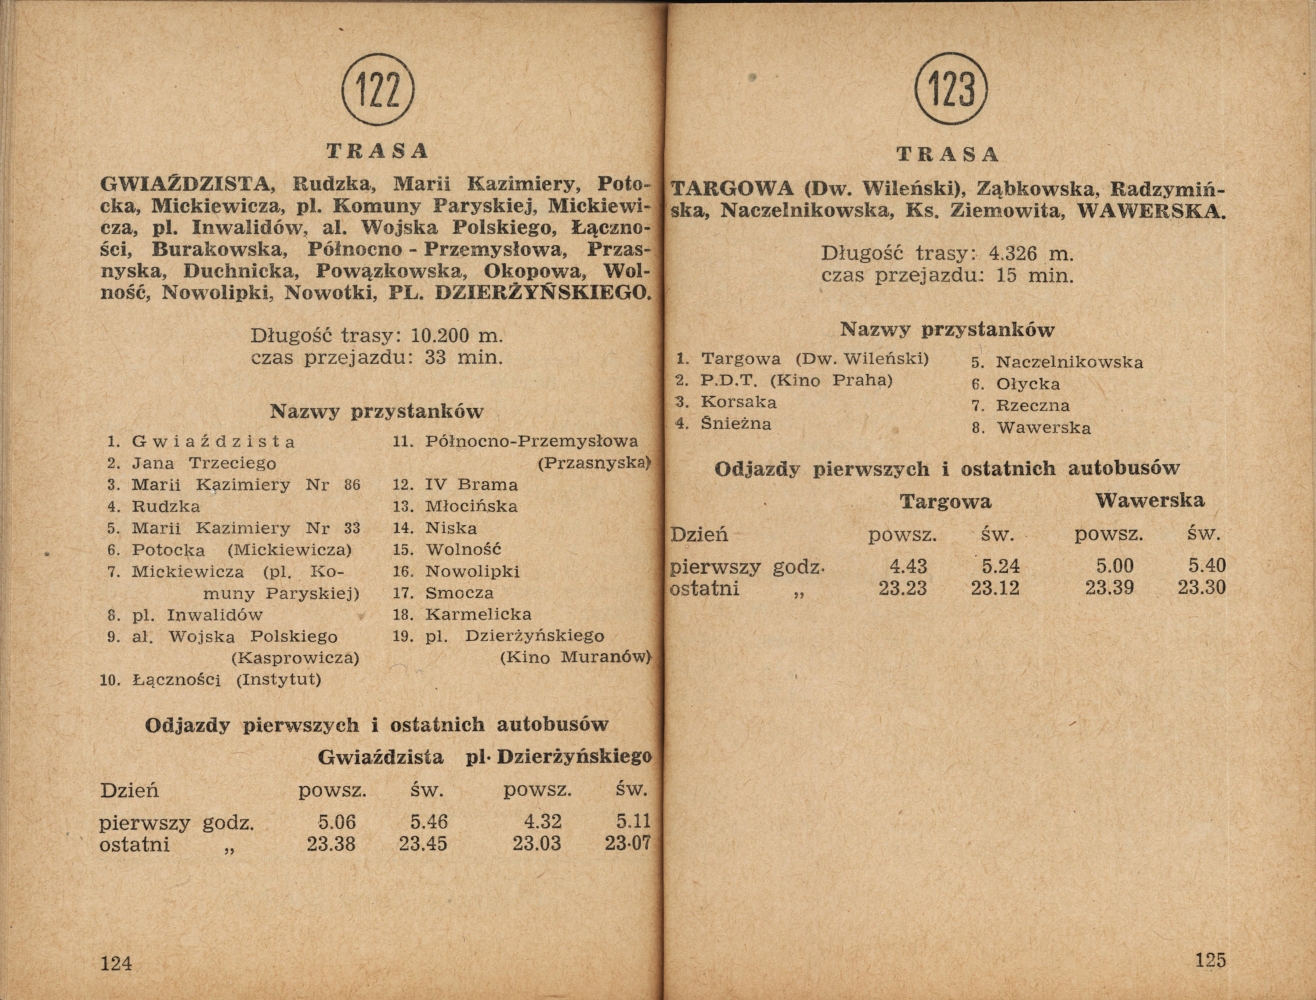 122
TRASA
GWIAŹDZISTA, Rudzka, Marii Kazimiery, Poto-
cka, Mickiewicza, pl. Komuny Paryskiej, Mickiewi-
cza, pl. Inwalidów, al. Wojska Polskiego, Łączno-
ści, Burakowska, Północno - Przemysłowa, Przas-
nyska, Duchnicka, Powązkowska, Okopowa, Wol-
ność, Nowolipki, Nowotki, PL. DZIERŻYŃSKIEGO.
Długość trasy: 10.200 m.
czas przejazdu: 33 min.
Nazwy przystanków
1. Gwiaździsta
2. Jana Trzeciego
3. Marii Kazimiery Nr 86
4. Rudzka
5. Marii Kazimiery Nr 33
6. Potocka (Mickiewicza)
7. Mickiewicza (pl. Ko-
muny Paryskiej)
8. pl. Inwalidów
9. al. Wojska Polskiego
(Kasprowicza)
10. Łączności (Instytut)
11. Północno-Przemysłowa
(Przasnyska)
12. IV Brama
13. Młocińska
14. Niska
15. Wolność
16. Nowolipki
17. Smocza
18. Karmelicka
19. pl. Dzierżyńskiego
(Kino Muranów)
Odjazdy pierwszych i ostatnich autobusów
Gwiaździsta pl. Dzierżyńskiego
Dzień powsz. św. powsz. św.
pierwszy godz. 5.06 5.46 4.32 5.11
ostatni „ 23.38 23.45 23.03 23.07
124
123
TRASA
TARGOWA (Dw. Wileński), Ząbkowska, Radzymiń-
ska, Naczelnikowska, Ks. Ziemowita, WAWERSKA.
Długość trasy: 4.326 m.
czas przejazdu: 15 min.
Nazwy przystanków
1. Targowa (Dw. Wileński)
2. P.D.T. (Kino Praha)
3. Korsaka
4. Śnieżna
5. Naczelnikowska
6. Ołycka
7. Rzeczna
8. Wawerska
Odjazdy pierwszych i ostatnich autobusów
Targowa Wawerska
Dzień powsz. św. powsz. św.
pierwszy godz. 4.43 5.24 5.00 5.40
ostatni „ 23.23 23.12 23.39 23.30
125